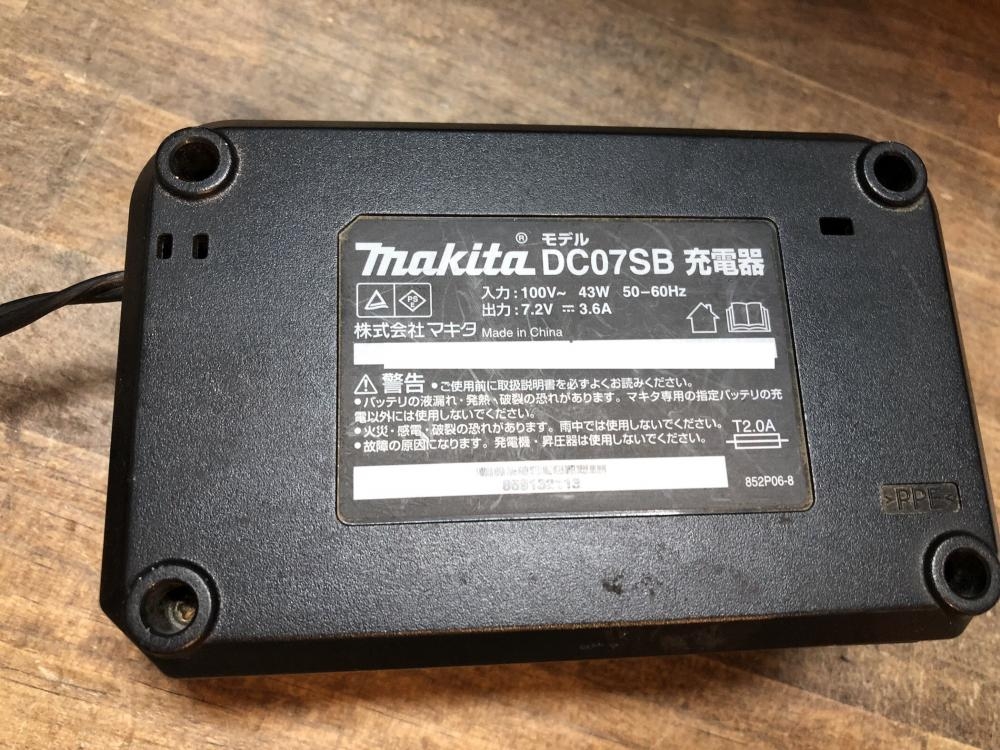 makita® モデル DC07SB 充電器
PS E
入力:100V~ 43W 50-60Hz
出力:7.2V ⎓ 3.6A
株式会社 マキタ Made in China
⚠ 警告 •ご使用前に取扱説明書を必ずよくお読みください。
•バッテリの液漏れ・発熱、破裂の恐れがあります。マキタ専用の指定バッテリの充
電以外には使用しないでください。
•火災・感電・破裂の恐れがあります。雨中では使用しないでください。
•故障の原因になります。発電機・昇圧器は使用しないでください。
T2.0A
852P06-8
>PPE<